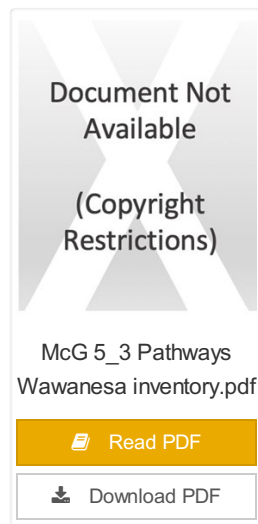 Document Not
Available
(Copyright
Restrictions)
McG 5_3 Pathways
Wawanesa inventory.pdf
Read PDF
Download PDF